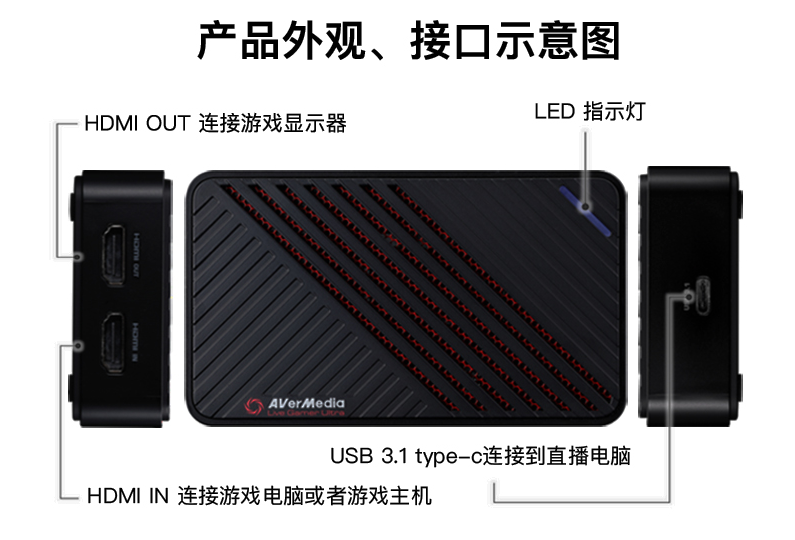 产品外观、接口示意图
HDMI OUT 连接游戏显示器
LED 指示灯
HDMI OUT
HDMI IN
AVerMedia
Live Gamer Ultra
USB 3.1 type-c连接到直播电脑
HDMI IN 连接游戏电脑或者游戏主机